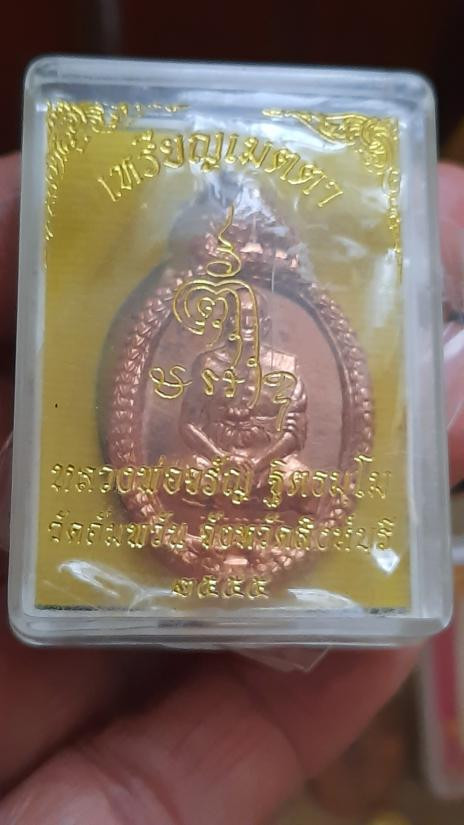 เหรียญเมตตา
หลวงพ่อจรัญ ฐิตธมฺโม
วัดอัมพวัน จังหวัดสิงห์บุรี
๒๕๕๕